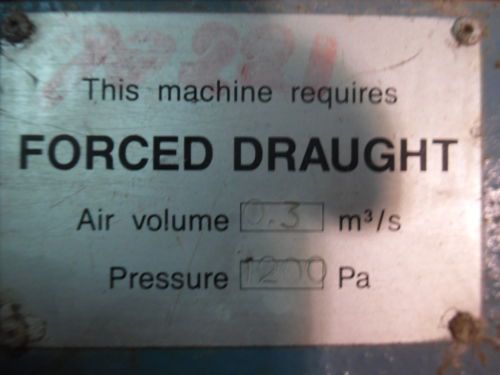 This machine requires
FORCED DRAUGHT
Air volume 0.3 m³/s
Pressure 1200 Pa